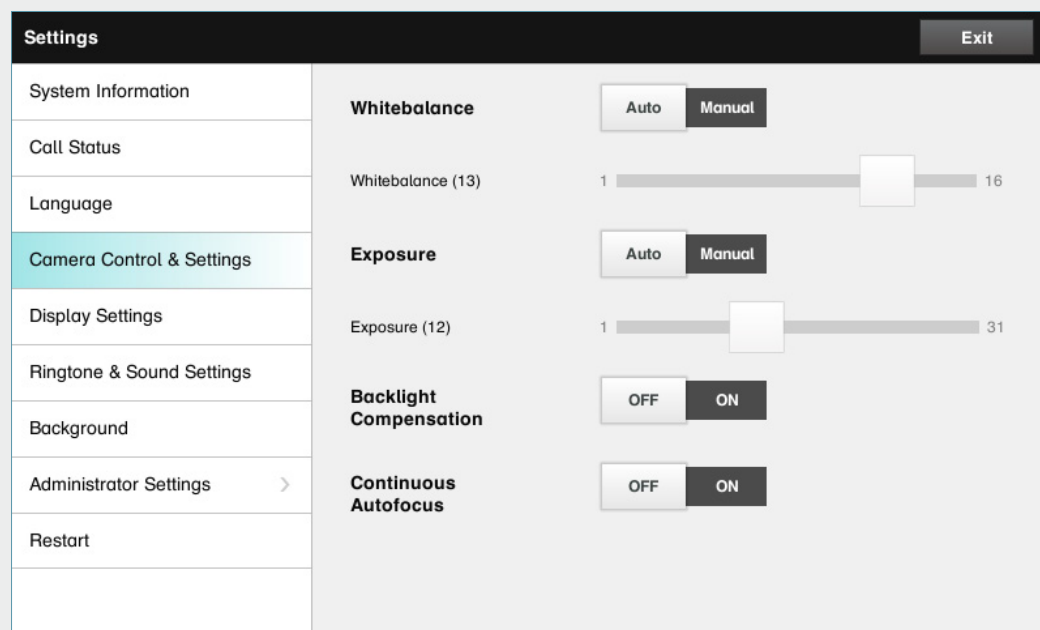 Settings
Exit
System Information
Call Status
Language
Camera Control & Settings
Display Settings
Ringtone & Sound Settings
Background
Administrator Settings
Restart
Whitebalance
Auto
Manual
Whitebalance (13)
1
16
Exposure
Auto
Manual
Exposure (12)
1
31
Backlight
Compensation
OFF
ON
Continuous
Autofocus
OFF
ON